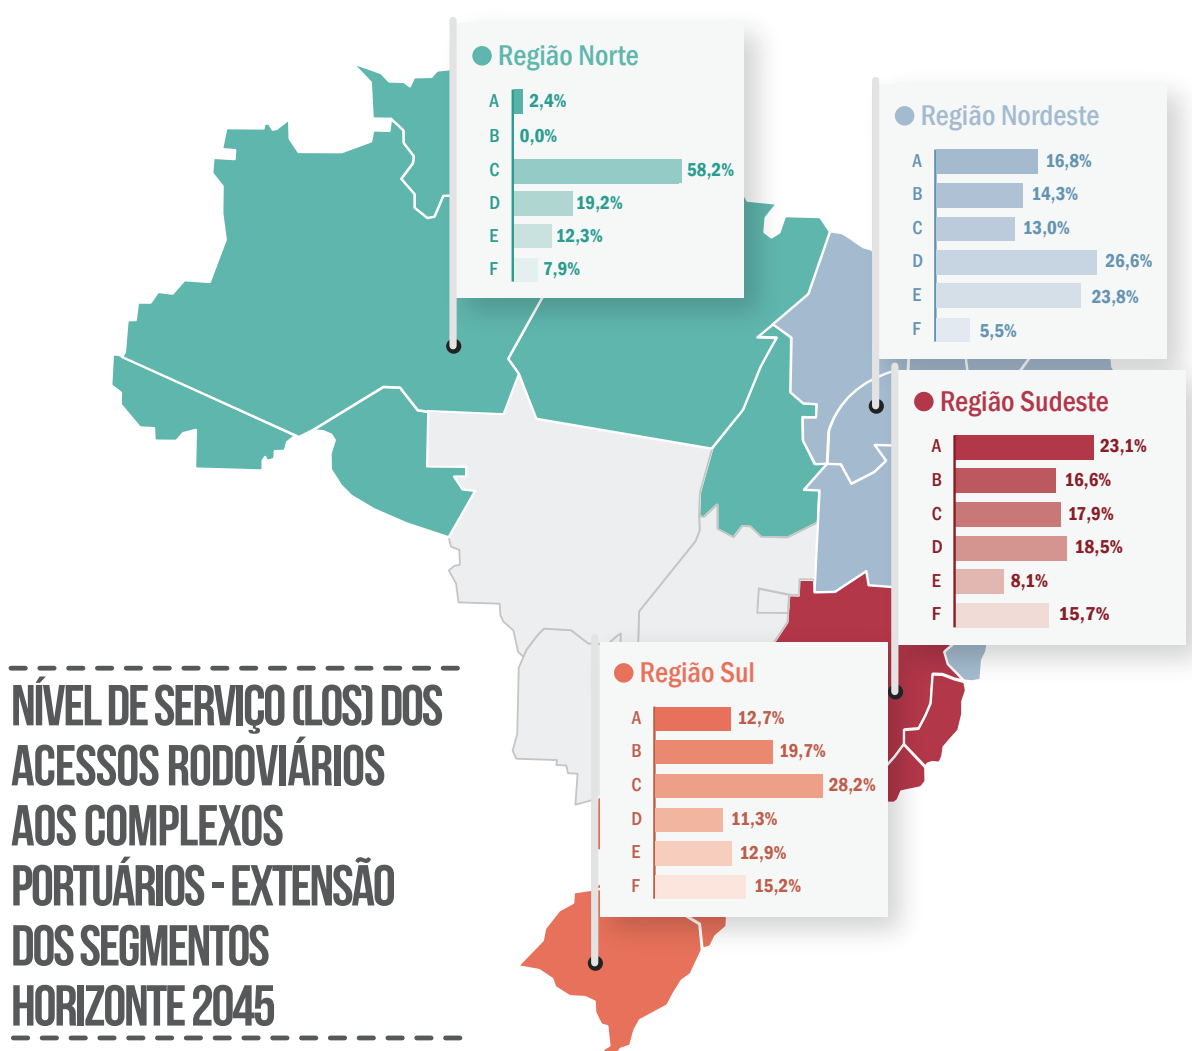 Região Norte
A 2,4%
B 0,0%
C 58,2%
D 19,2%
E 12,3%
F 7,9%
Região Nordeste
A 16,8%
B 14,3%
C 13,0%
D 26,6%
E 23,8%
F 5,5%
Região Sudeste
A 23,1%
B 16,6%
C 17,9%
D 18,5%
E 8,1%
F 15,7%
Região Sul
A 12,7%
B 19,7%
C 28,2%
D 11,3%
E 12,9%
F 15,2%
NÍVEL DE SERVIÇO (LOS) DOS
ACESSOS RODOVIÁRIOS
AOS COMPLEXOS
PORTUÁRIOS - EXTENSÃO
DOS SEGMENTOS
HORIZONTE 2045